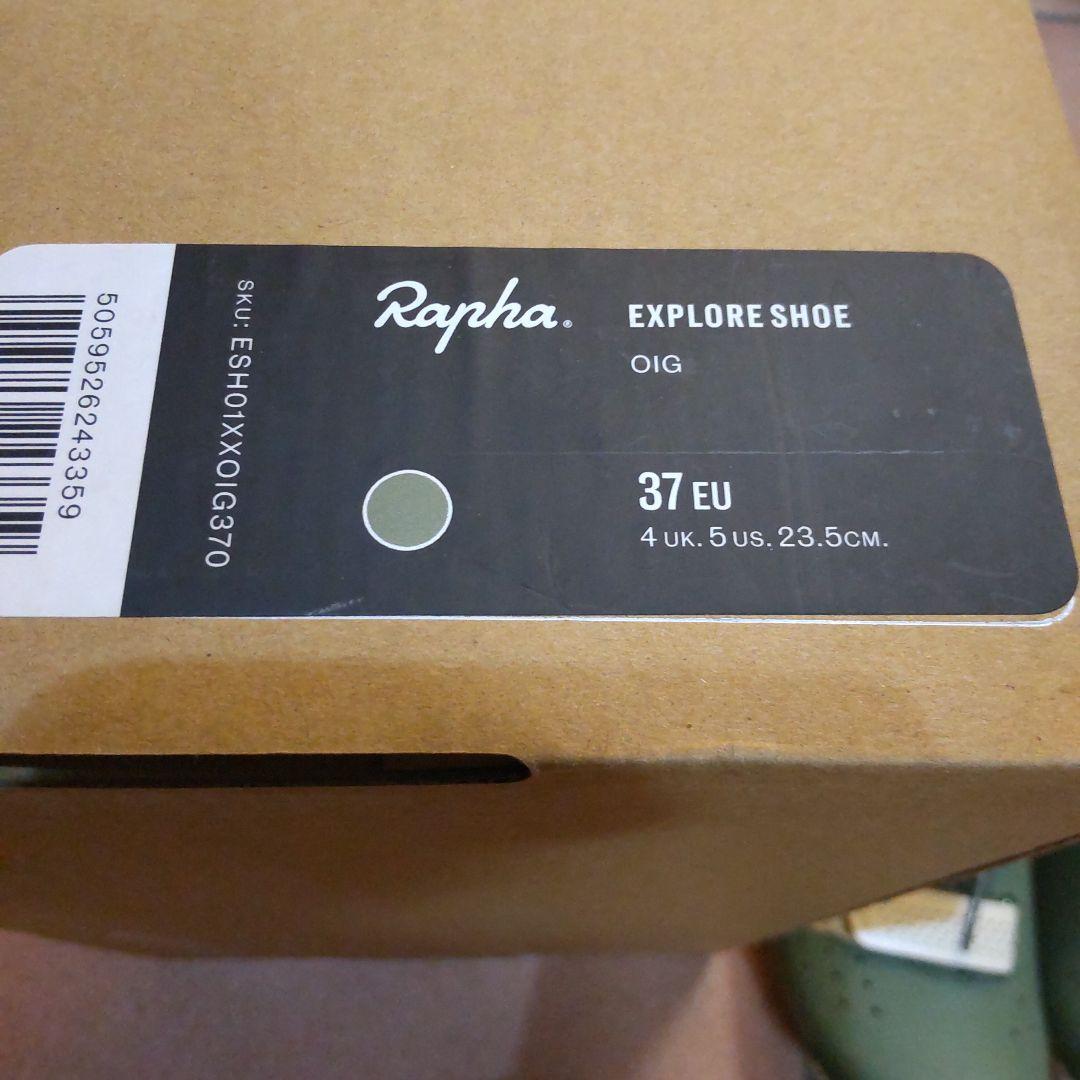 5059526243359
SKU: ESH01XXOIG370
Rapha®
EXPLORE SHOE
OIG
37 EU
4 UK. 5 US. 23.5CM.